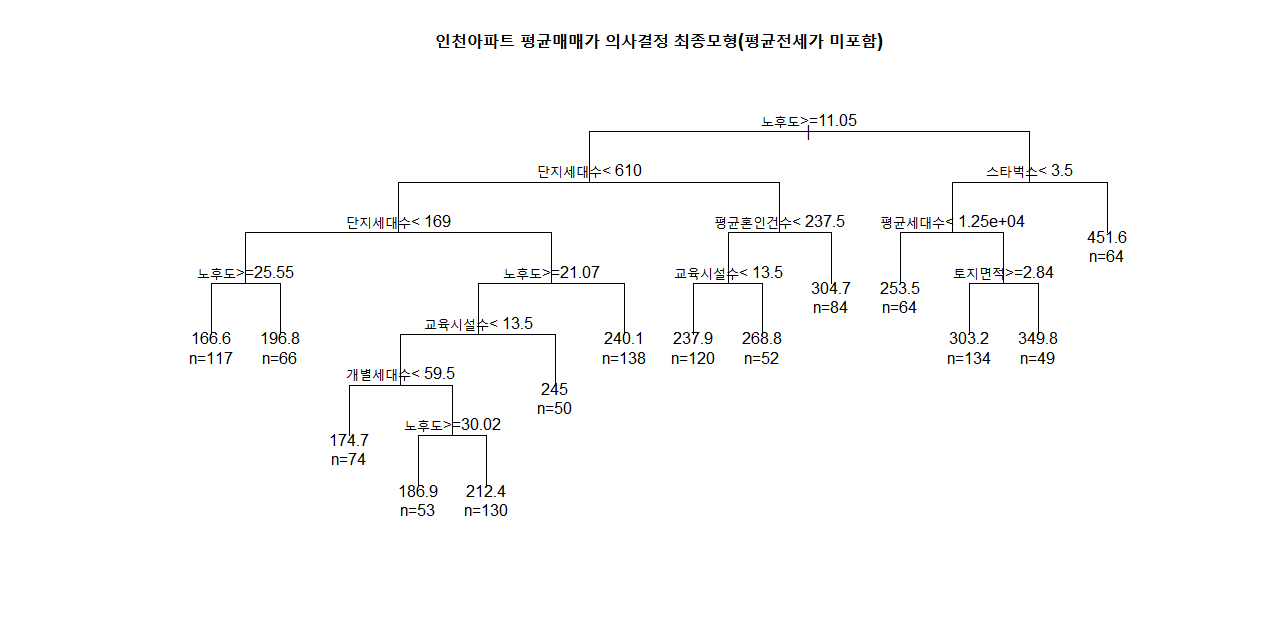 인천아파트 평균매매가 의사결정 최종모형(평균전세가 미포함)
노후도>=11.05
단지세대수< 610
스타벅스< 3.5
단지세대수< 169
평균혼인건수< 237.5
평균세대수< 1.25e+04
451.6
n=64
노후도>=25.55
노후도>=21.07
교육시설수< 13.5
304.7
n=84
253.5
n=64
토지면적>=2.84
166.6
n=117
196.8
n=66
교육시설수< 13.5
240.1
n=138
237.9
n=120
268.8
n=52
303.2
n=134
349.8
n=49
개별세대수< 59.5
245
n=50
174.7
n=74
노후도>=30.02
186.9
n=53
212.4
n=130